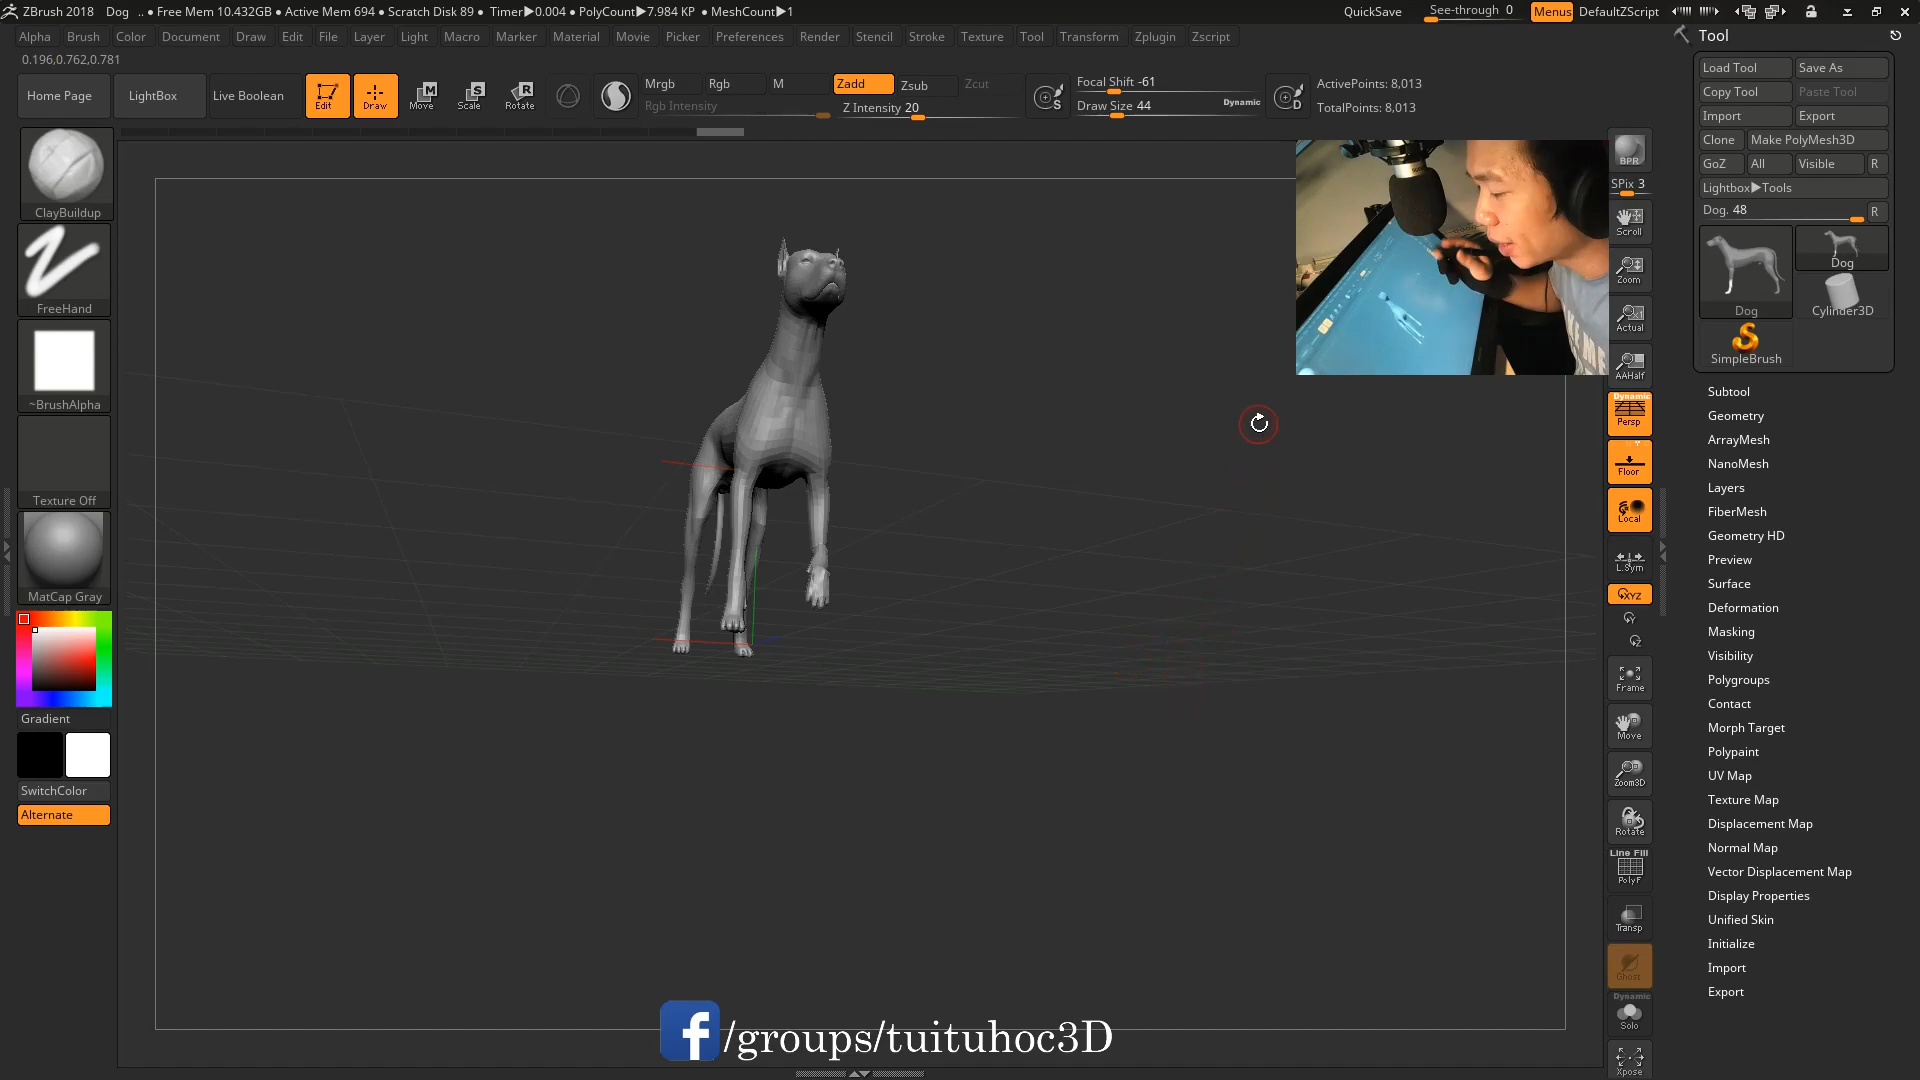 ZBrush 2018 Dog .. • Free Mem 10.432GB • Active Mem 694 • Scratch Disk 89 • Timer▶0.004 • PolyCount▶7.984 KP • MeshCount▶1
QuickSave See-through 0 Menus DefaultZScript
Alpha Brush Color Document Draw Edit File Layer Light Macro Marker Material Movie Picker Preferences Render Stencil Stroke Texture Tool Transform Zplugin Zscript
0.196,0.762,0.781
Home Page LightBox Live Boolean Edit Draw Move Scale Rotate
Mrgb Rgb M Zadd Zsub Zcut
Rgb Intensity Z Intensity 20
Focal Shift -61
Draw Size 44 Dynamic
ActivePoints: 8,013
TotalPoints: 8,013
ClayBuildup
FreeHand
~BrushAlpha
Texture Off
MatCap Gray
Gradient
SwitchColor
Alternate
BPR
SPix 3
Scroll
Zoom
Actual
AAHalf
Dynamic
Persp
Floor
Local
L.Sym
XYZ
Y
Z
Frame
Move
Zoom3D
Rotate
Line Fill
PolyF
Transp
Ghost
Dynamic
Solo
Xpose
Tool
Load Tool Save As
Copy Tool Paste Tool
Import Export
Clone Make PolyMesh3D
GoZ All Visible R
Lightbox▶Tools
Dog. 48 R
Dog
Dog Cylinder3D
SimpleBrush
Subtool
Geometry
ArrayMesh
NanoMesh
Layers
FiberMesh
Geometry HD
Preview
Surface
Deformation
Masking
Visibility
Polygroups
Contact
Morph Target
Polypaint
UV Map
Texture Map
Displacement Map
Normal Map
Vector Displacement Map
Display Properties
Unified Skin
Initialize
Import
Export
f/groups/tuituhoc3D